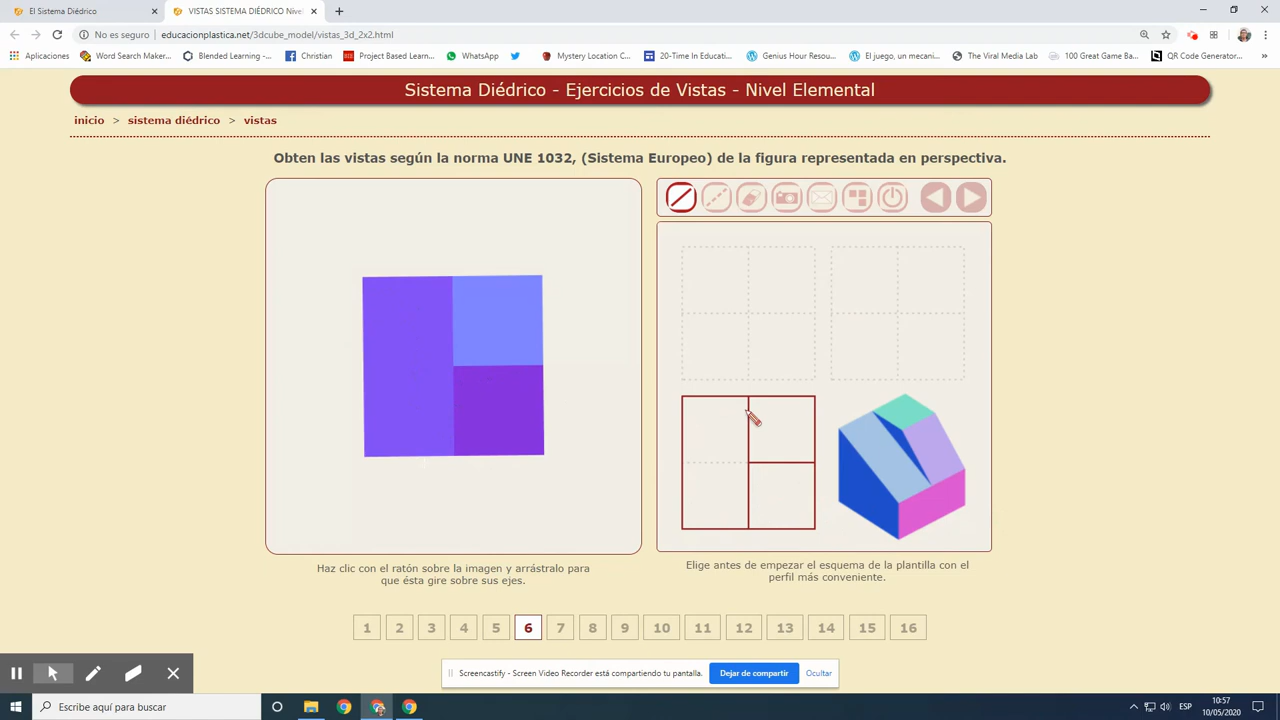 El Sistema Diédrico
VISTAS SISTEMA DIÉDRICO Nivel
No es seguro
educacionplastica.net/3dcube_model/vistas_3d_2x2.html
Aplicaciones
Word Search Maker...
Blended Learning -...
Christian
Project Based Learn...
WhatsApp
Mystery Location C...
20-Time In Educati...
Genius Hour Resou...
El juego, un mecani...
The Viral Media Lab
100 Great Game Ba...
QR Code Generator...
Sistema Diédrico - Ejercicios de Vistas - Nivel Elemental
inicio > sistema diédrico > vistas
Obten las vistas según la norma UNE 1032, (Sistema Europeo) de la figura representada en perspectiva.
Haz clic con el ratón sobre la imagen y arrástralo para
que ésta gire sobre sus ejes.
Elige antes de empezar el esquema de la plantilla con el
perfil más conveniente.
1 2 3 4 5 6 7 8 9 10 11 12 13 14 15 16
Screencastify - Screen Video Recorder está compartiendo tu pantalla.
Dejar de compartir
Ocultar
Escribe aquí para buscar
ESP
10:57
10/05/2020